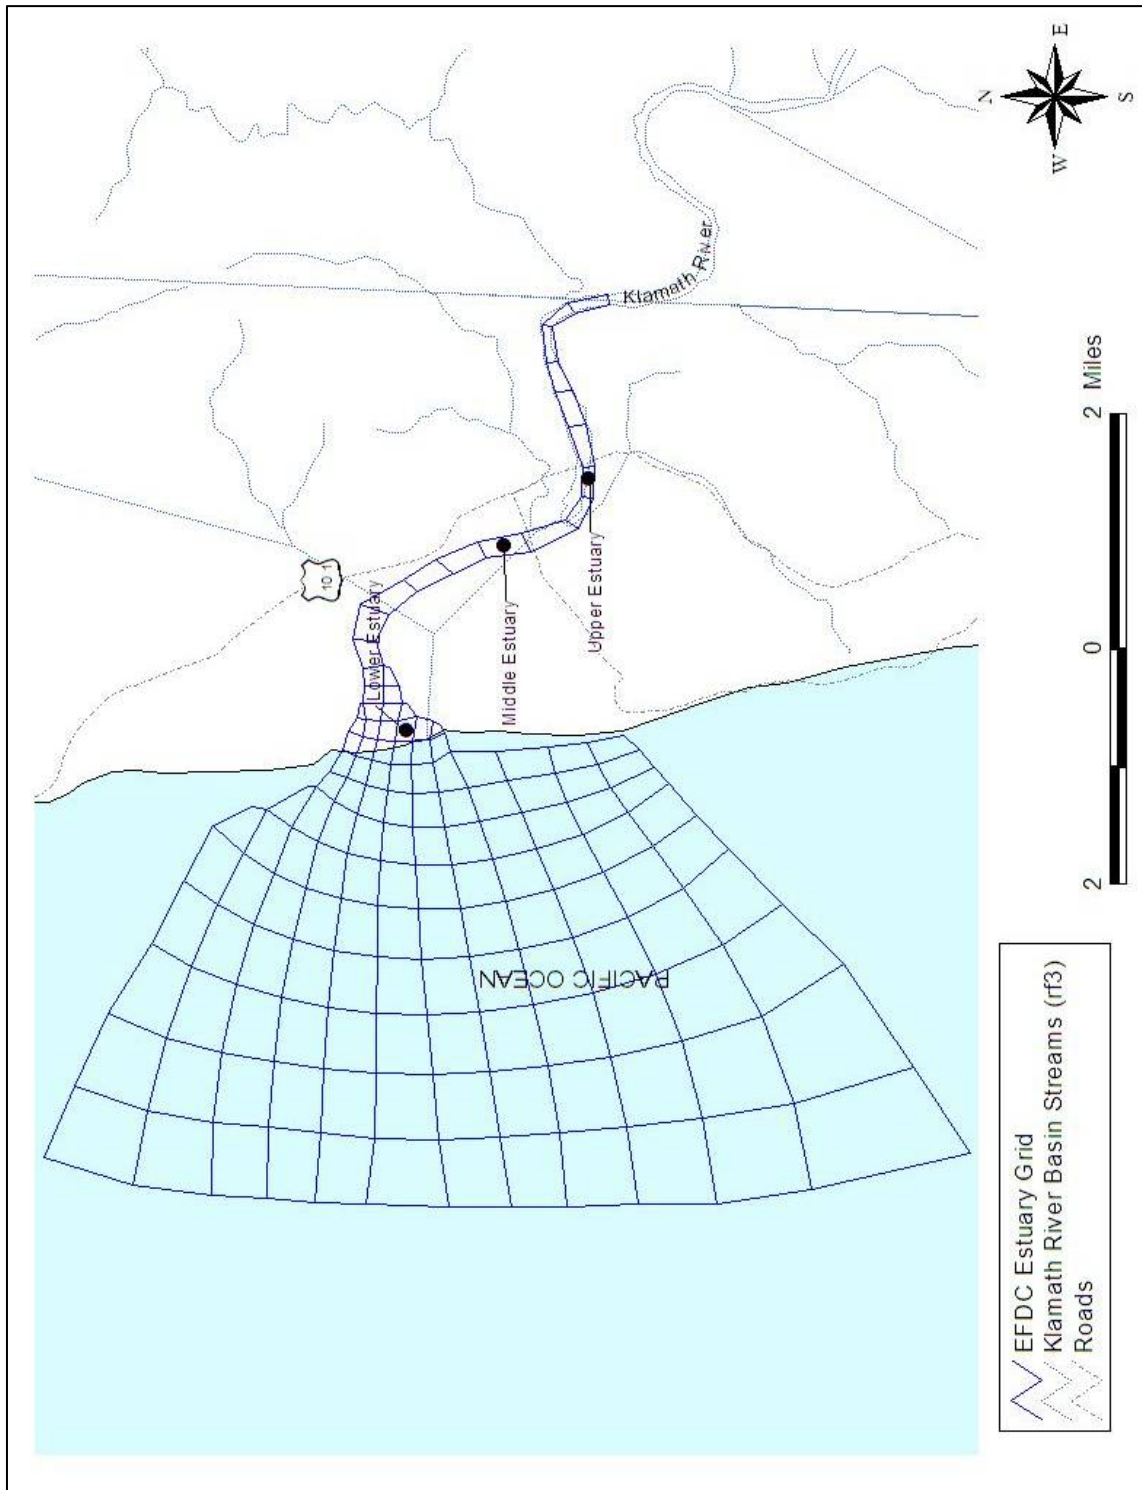 N
E
S
W
Klamath River
101
Lower Estuary
Middle Estuary
Upper Estuary
PACIFIC OCEAN
2 0 2 Miles
EFDC Estuary Grid
Klamath River Basin Streams (rf3)
Roads